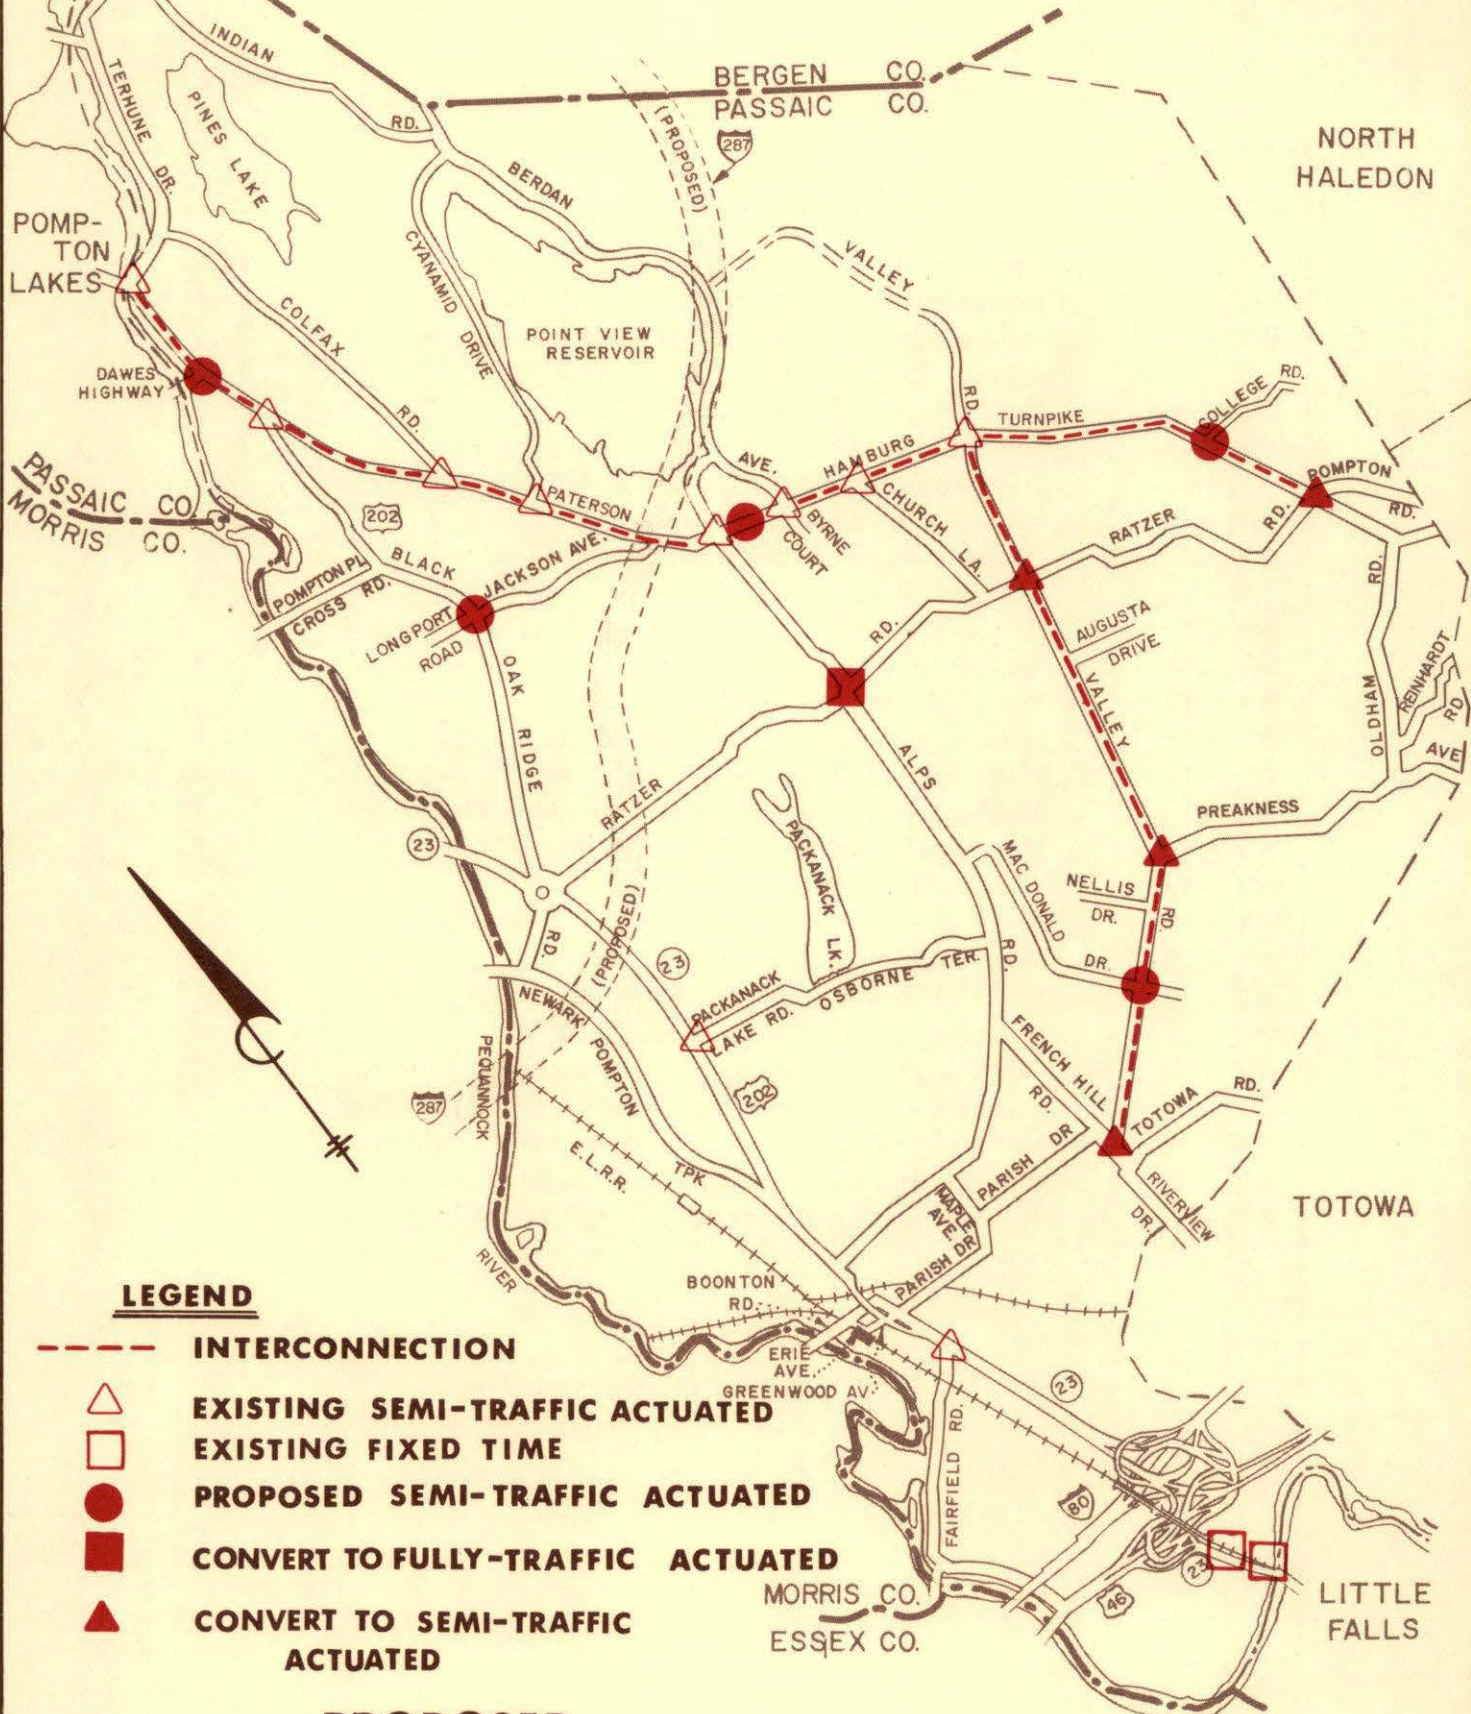 INDIAN
RD.
TERHUNE
DR.
PINES LAKE
BERGEN CO.
PASSAIC CO.
(PROPOSED)
287
NORTH
HALEDON
BERDAN
POMP-
TON
LAKES
CYANAMID DRIVE
VALLEY
RD.
COLFAX
RD.
POINT VIEW
RESERVOIR
DAWES
HIGHWAY
TURNPIKE
COLLEGE RD.
AVE.
HAMBURG
POMPTON
RD.
PASSAIC CO.
MORRIS CO.
202
PATERSON
BYRNE
COURT
CHURCH LA.
RATZER
RD.
POMPTON PL
CROSS RD.
BLACK
JACKSON AVE.
LONGPORT
ROAD
OAK
RIDGE
RD.
AUGUSTA
DRIVE
RD.
OLDHAM
REINHARDT
RD.
AVE
VALLEY
ALPS
RATZER
PREAKNESS
23
PACKANACK LK.
MAC DONALD
DR.
NELLIS
DR.
RD.
RD.
RD.
(PROPOSED)
23
NEWARK
POMPTON
TPK
PACKANACK
LAKE RD.
OSBORNE TER.
FRENCH HILL
RD.
202
287
PEQUANNOCK
RIVER
E.L.R.R.
TOTOWA RD.
PARISH DR
MAPLE
AVE.
PARISH DR
RIVERVIEW
DR.
TOTOWA
BOONTON
RD.
ERIE
AVE.
GREENWOOD AV.
23
FAIRFIELD RD.
80
23
46
LITTLE
FALLS
MORRIS CO.
ESSEX CO.
LEGEND
INTERCONNECTION
EXISTING SEMI-TRAFFIC ACTUATED
EXISTING FIXED TIME
PROPOSED SEMI-TRAFFIC ACTUATED
CONVERT TO FULLY-TRAFFIC ACTUATED
CONVERT TO SEMI-TRAFFIC
ACTUATED
PROPOSED